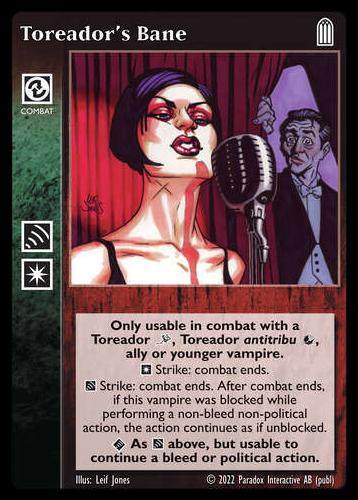 Toreador's Bane
COMBAT
LEIF
JONES
Only usable in combat with a
Toreador , Toreador antitribu ,
ally or younger vampire.
Strike: combat ends.
Strike: combat ends. After combat ends,
if this vampire was blocked while
performing a non-bleed non-political
action, the action continues as if unblocked.
As above, but usable to
continue a bleed or political action.
Illus: Leif Jones © 2022 Paradox Interactive AB (publ)